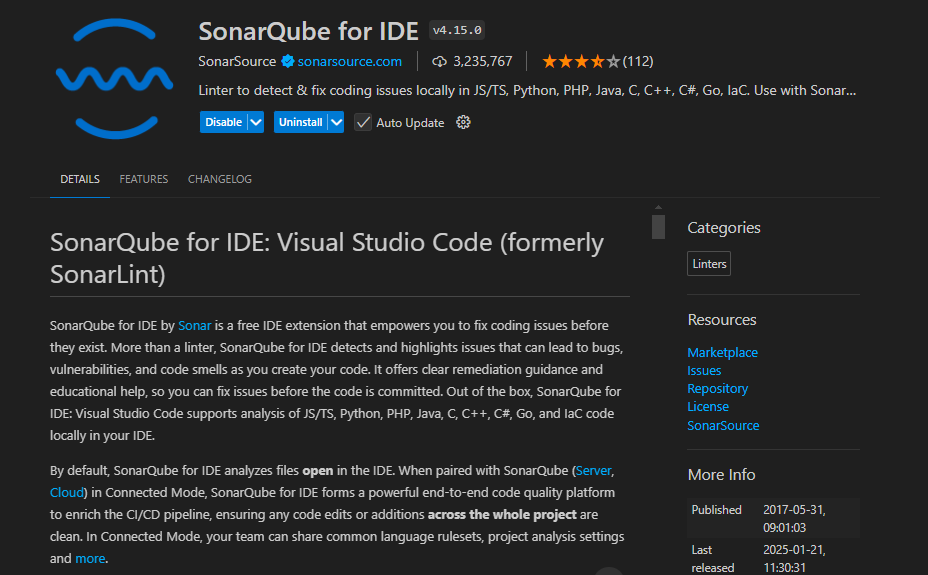 SonarQube for IDE v4.15.0
SonarSource sonarsource.com 3,235,767 (112)
Linter to detect & fix coding issues locally in JS/TS, Python, PHP, Java, C, C++, C#, Go, IaC. Use with Sonar...
Disable Uninstall Auto Update
DETAILS FEATURES CHANGELOG
SonarQube for IDE: Visual Studio Code (formerly
SonarLint)
SonarQube for IDE by Sonar is a free IDE extension that empowers you to fix coding issues before
they exist. More than a linter, SonarQube for IDE detects and highlights issues that can lead to bugs,
vulnerabilities, and code smells as you create your code. It offers clear remediation guidance and
educational help, so you can fix issues before the code is committed. Out of the box, SonarQube for
IDE: Visual Studio Code supports analysis of JS/TS, Python, PHP, Java, C, C++, C#, Go, and IaC code
locally in your IDE.
By default, SonarQube for IDE analyzes files open in the IDE. When paired with SonarQube (Server,
Cloud) in Connected Mode, SonarQube for IDE forms a powerful end-to-end code quality platform
to enrich the CI/CD pipeline, ensuring any code edits or additions across the whole project are
clean. In Connected Mode, your team can share common language rulesets, project analysis settings
and more.
Categories
Linters
Resources
Marketplace
Issues
Repository
License
SonarSource
More Info
Published 2017-05-31,
09:01:03
Last 2025-01-21,
released 11:30:31